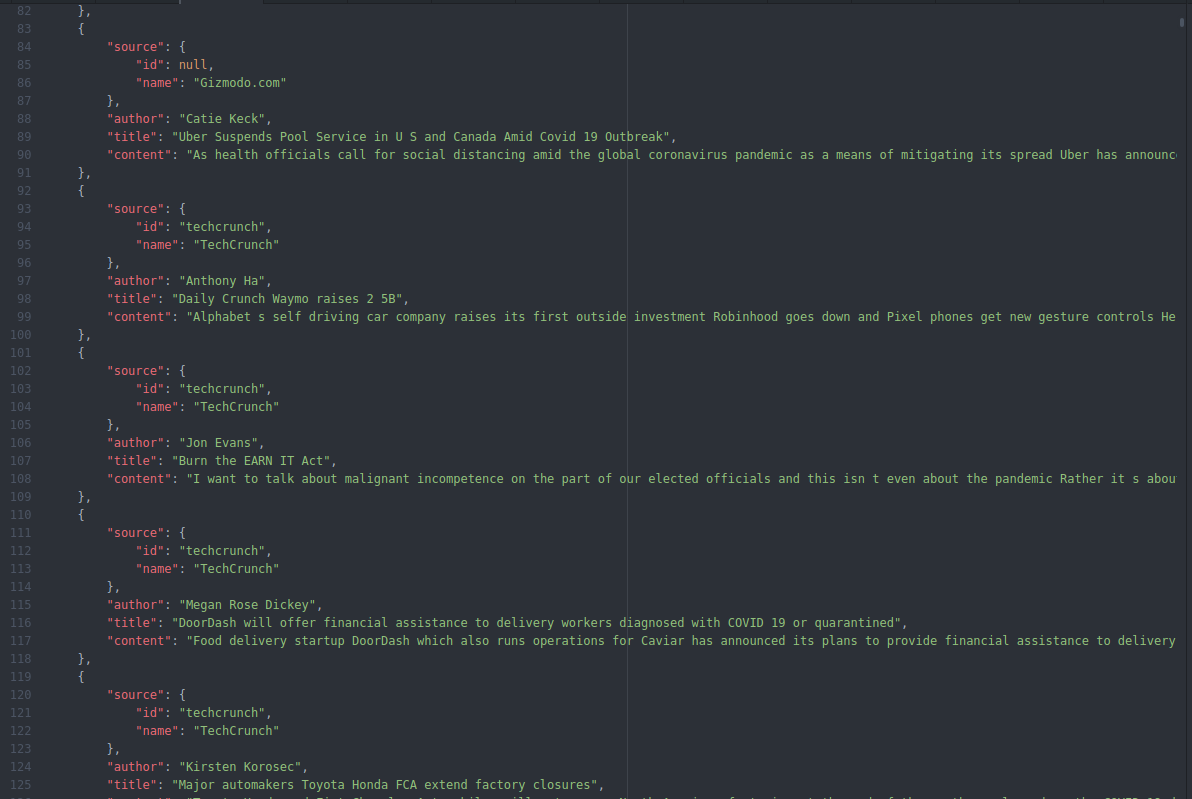 82 },
83 {
84 "source": {
85 "id": null,
86 "name": "Gizmodo.com"
87 },
88 "author": "Catie Keck",
89 "title": "Uber Suspends Pool Service in U S and Canada Amid Covid 19 Outbreak",
90 "content": "As health officials call for social distancing amid the global coronavirus pandemic as a means of mitigating its spread Uber has announc
91 },
92 {
93 "source": {
94 "id": "techcrunch",
95 "name": "TechCrunch"
96 },
97 "author": "Anthony Ha",
98 "title": "Daily Crunch Waymo raises 2 5B",
99 "content": "Alphabet s self driving car company raises its first outside investment Robinhood goes down and Pixel phones get new gesture controls He
100 },
101 {
102 "source": {
103 "id": "techcrunch",
104 "name": "TechCrunch"
105 },
106 "author": "Jon Evans",
107 "title": "Burn the EARN IT Act",
108 "content": "I want to talk about malignant incompetence on the part of our elected officials and this isn t even about the pandemic Rather it s abou
109 },
110 {
111 "source": {
112 "id": "techcrunch",
113 "name": "TechCrunch"
114 },
115 "author": "Megan Rose Dickey",
116 "title": "DoorDash will offer financial assistance to delivery workers diagnosed with COVID 19 or quarantined",
117 "content": "Food delivery startup DoorDash which also runs operations for Caviar has announced its plans to provide financial assistance to delivery
118 },
119 {
120 "source": {
121 "id": "techcrunch",
122 "name": "TechCrunch"
123 },
124 "author": "Kirsten Korosec",
125 "title": "Major automakers Toyota Honda FCA extend factory closures",